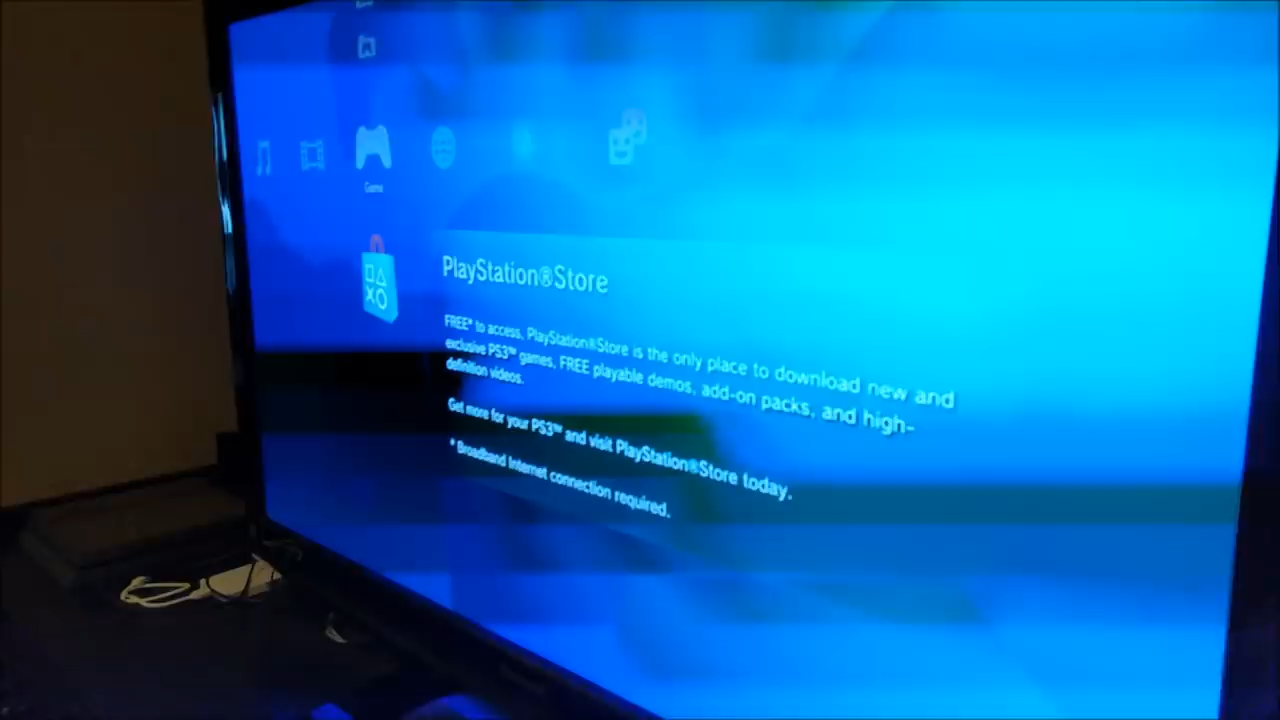 Game
PlayStation®Store
FREE* to access, PlayStation®Store is the only place to download new and
exclusive PS3™ games, FREE playable demos, add-on packs, and high-
definition videos.
Get more for your PS3™ and visit PlayStation®Store today.
* Broadband Internet connection required.